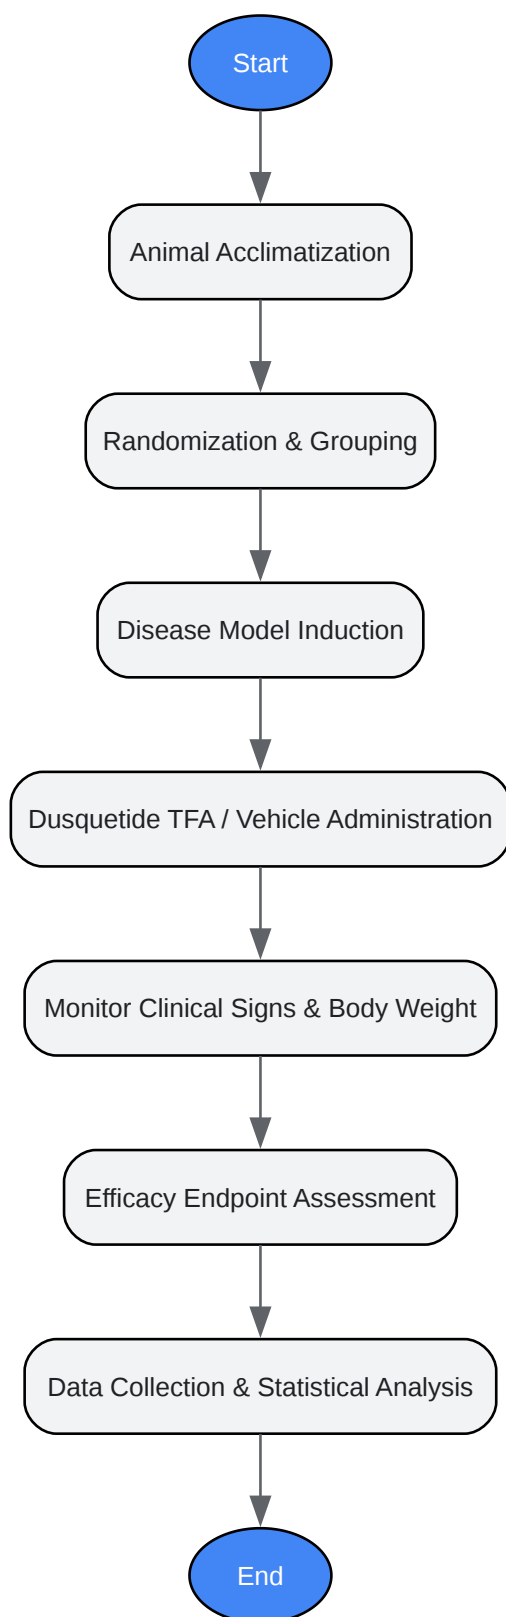 Start
Animal Acclimatization
Randomization & Grouping
Disease Model Induction
Dusquetide TFA / Vehicle Administration
Monitor Clinical Signs & Body Weight
Efficacy Endpoint Assessment
Data Collection & Statistical Analysis
End